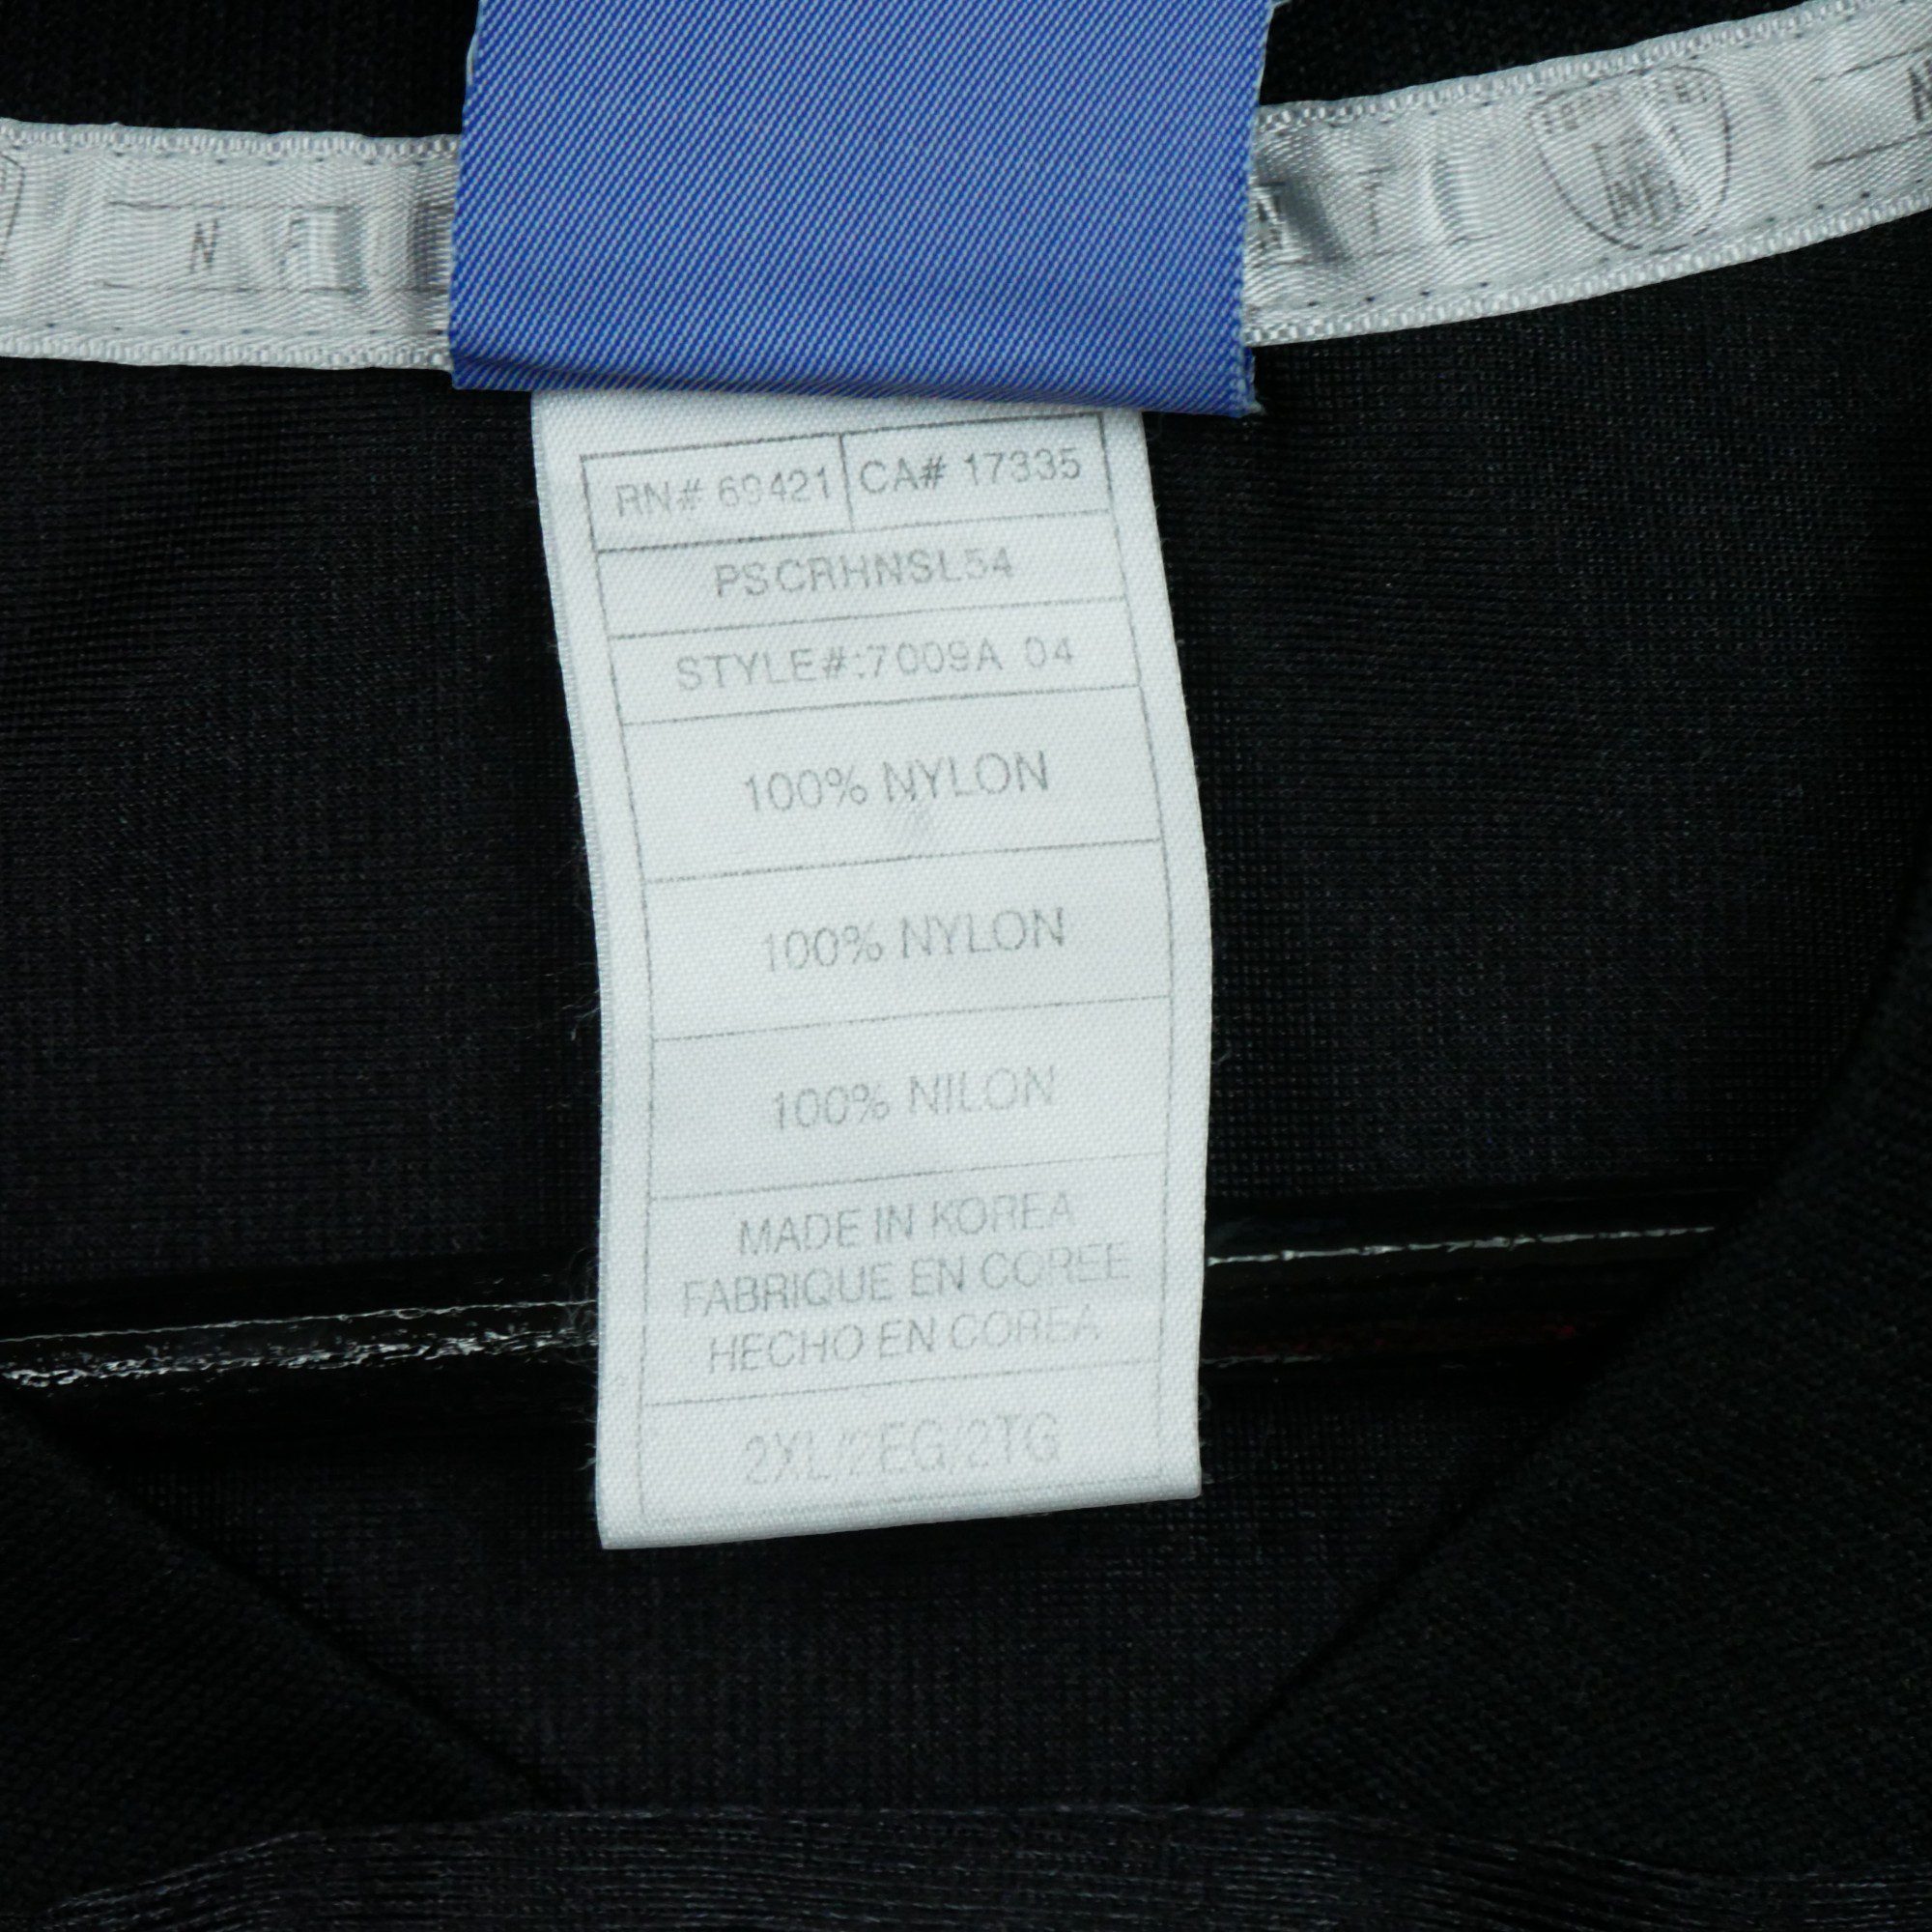 RN# 69421 CA# 17335
PSCRHNSL54
STYLE#:7009A 04
100% NYLON
100% NYLON
100% NILON
MADE IN KOREA
FABRIQUE EN COREE
HECHO EN COREA
2XL/2EG/2TG